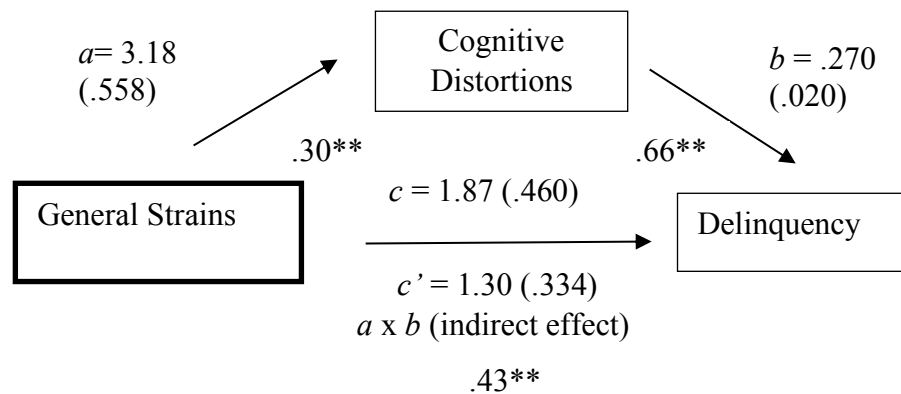 a= 3.18
(.558)
Cognitive
Distortions
b = .270
(.020)
.30**
.66**
General Strains
c = 1.87 (.460)
Delinquency
c’ = 1.30 (.334)
a x b (indirect effect)
.43**